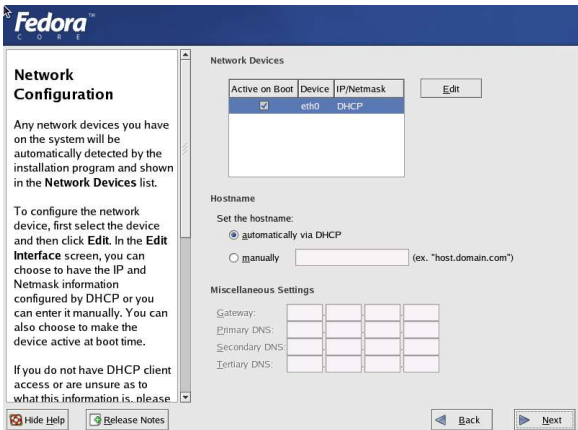 Fedora™
CORE
Network
Configuration
Any network devices you have
on the system will be
automatically detected by the
installation program and shown
in the Network Devices list.
To configure the network
device, first select the device
and then click Edit. In the Edit
Interface screen, you can
choose to have the IP and
Netmask information
configured by DHCP or you
can enter it manually. You can
also choose to make the
device active at boot time.
If you do not have DHCP client
access or are unsure as to
what this information is, please
Network Devices
Active on Boot Device IP/Netmask
eth0 DHCP
Edit
Hostname
Set the hostname:
automatically via DHCP
manually (ex. "host.domain.com")
Miscellaneous Settings
Gateway:
Primary DNS:
Secondary DNS:
Tertiary DNS:
Hide Help Release Notes Back Next